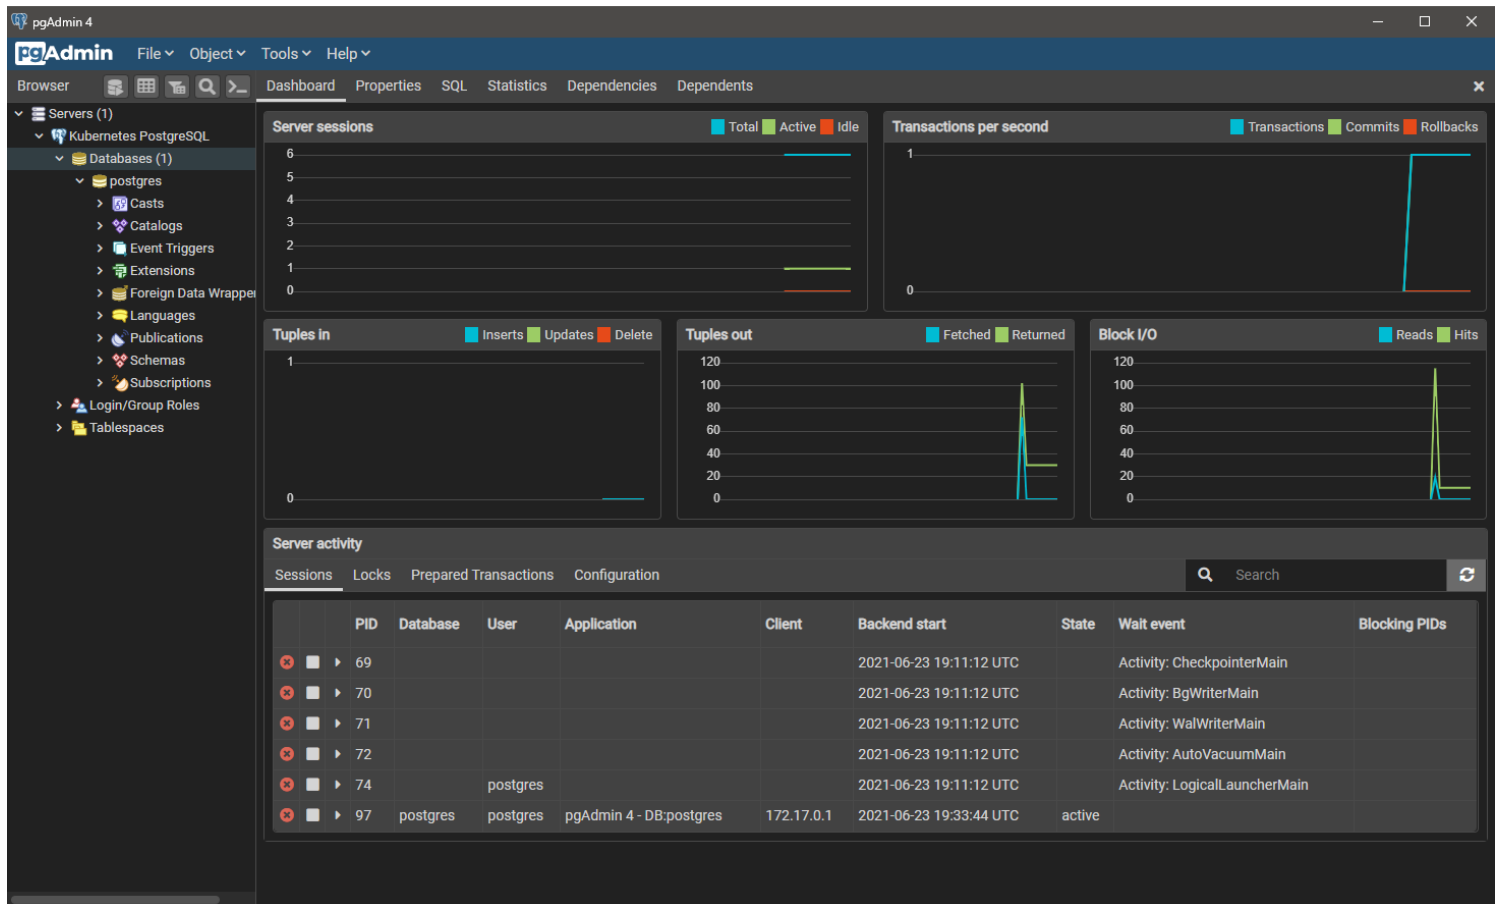 pgAdmin 4
pgAdmin File Object Tools Help
Browser Dashboard Properties SQL Statistics Dependencies Dependents
Servers (1)
Kubernetes PostgreSQL
Databases (1)
postgres
Casts
Catalogs
Event Triggers
Extensions
Foreign Data Wrapper
Languages
Publications
Schemas
Subscriptions
Login/Group Roles
Tablespaces
Server sessions Total Active Idle
6
5
4
3
2
1
0
Transactions per second Transactions Commits Rollbacks
1
0
Tuples in Inserts Updates Delete
1
0
Tuples out Fetched Returned
120
100
80
60
40
20
0
Block I/O Reads Hits
120
100
80
60
40
20
0
Server activity
Sessions Locks Prepared Transactions Configuration Search
PID Database User Application Client Backend start State Wait event Blocking PIDs
69 2021-06-23 19:11:12 UTC Activity: CheckpointerMain
70 2021-06-23 19:11:12 UTC Activity: BgWriterMain
71 2021-06-23 19:11:12 UTC Activity: WalWriterMain
72 2021-06-23 19:11:12 UTC Activity: AutoVacuumMain
74 postgres 2021-06-23 19:11:12 UTC Activity: LogicalLauncherMain
97 postgres postgres pgAdmin 4 - DB:postgres 172.17.0.1 2021-06-23 19:33:44 UTC active